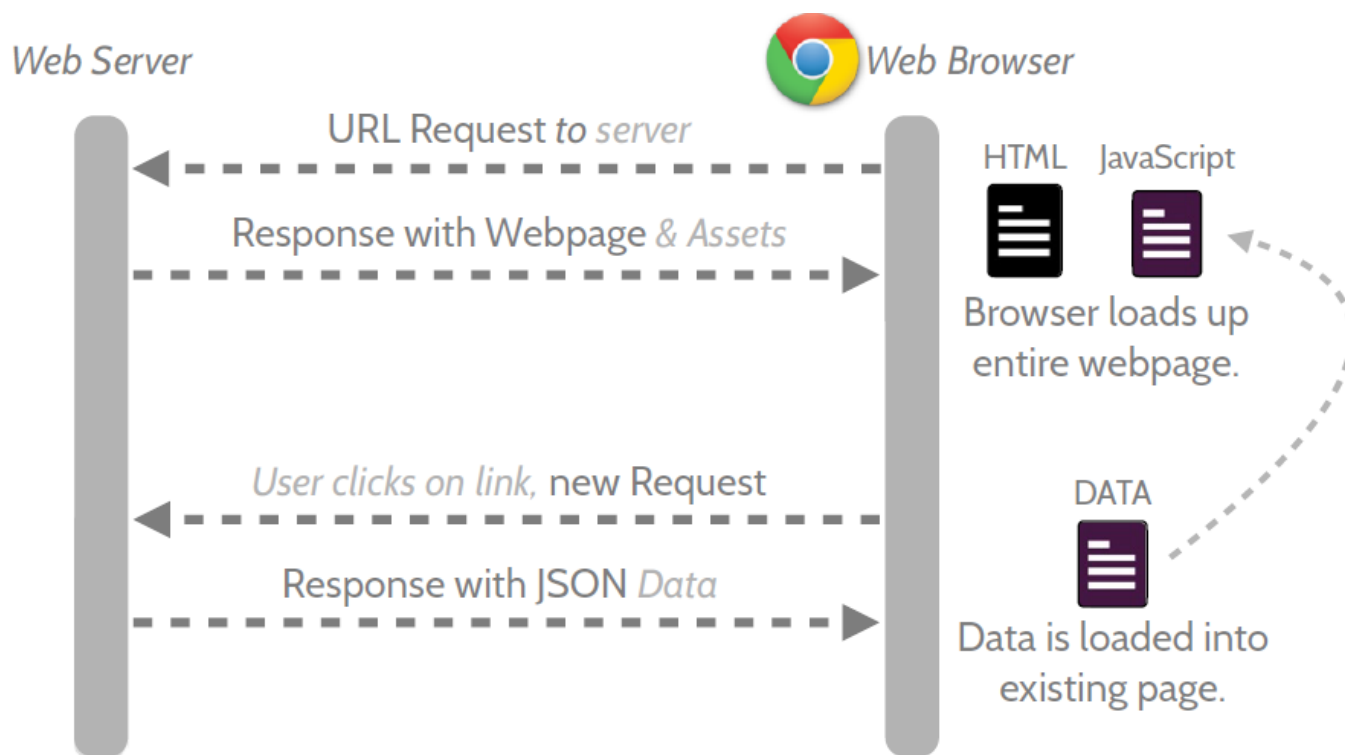 Web Server
Web Browser
URL Request to server
HTML
JavaScript
Response with Webpage & Assets
Browser loads up
entire webpage.
User clicks on link, new Request
DATA
Response with JSON Data
Data is loaded into
existing page.